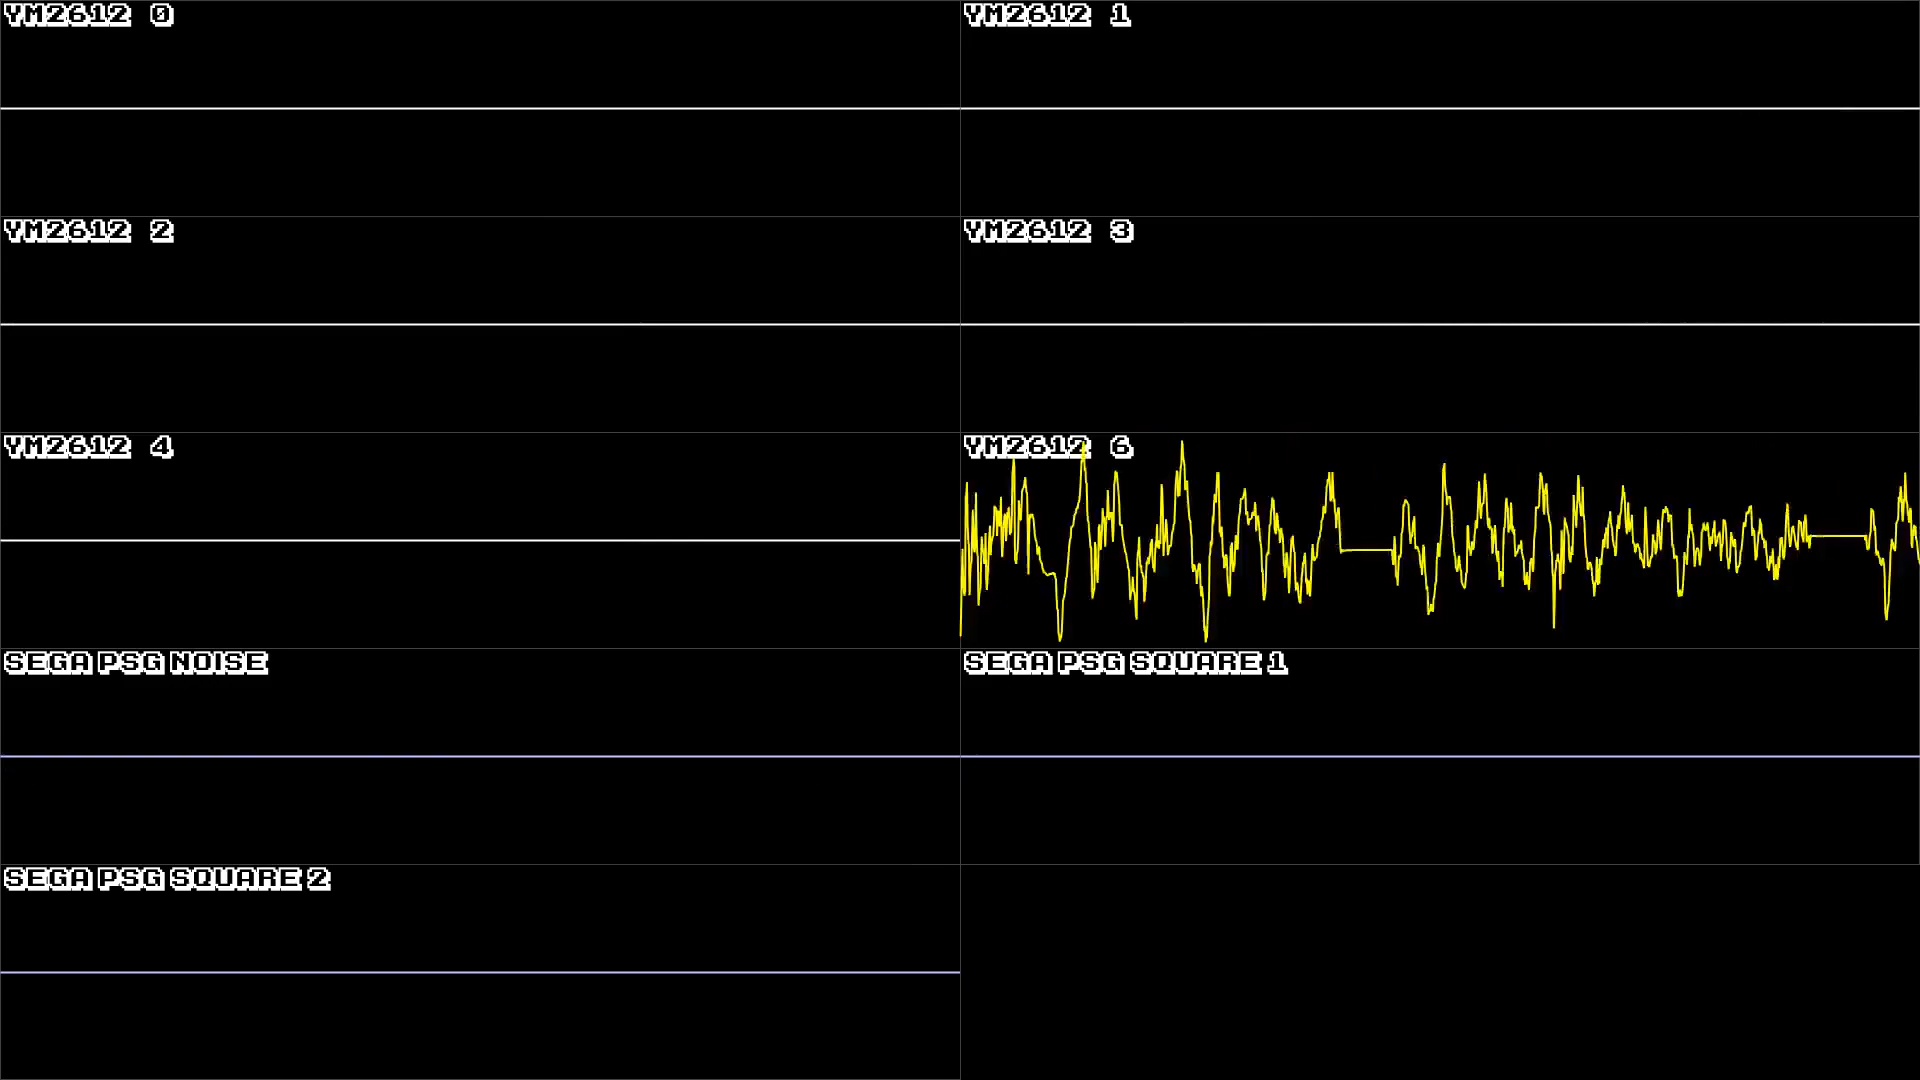 YM2612 0
YM2612 1
YM2612 2
YM2612 3
YM2612 4
YM2612 6
SEGA PSG NOISE
SEGA PSG SQUARE 1
SEGA PSG SQUARE 2